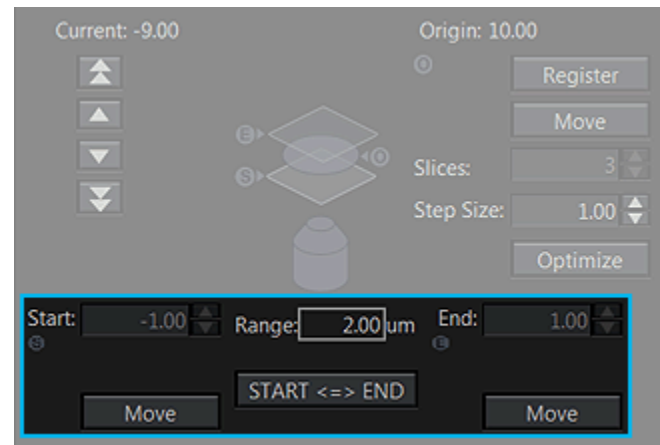 Current: -9.00
Origin: 10.00
O
Register
Move
E
O
S
Slices: 3
Step Size: 1.00
Optimize
Start: -1.00
S
Range: 2.00 um
End: 1.00
E
START <=> END
Move
Move